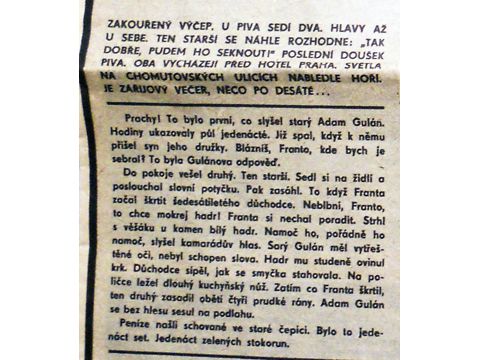 ZAKOUŘENÝ VÝČEP. U PIVA SEDÍ DVA. HLAVY AŽ
U SEBE. TEN STARŠÍ SE NÁHLE ROZHODNE: „TAK
DOBŘE, PUDEM HO SEKNOUT!“ POSLEDNÍ DOUŠEK
PIVA. OBA VYCHÁZEJÍ PŘED HOTEL PRAHA. SVĚTLA
NA CHOMUTOVSKÝCH ULICÍCH NABLEDLE HOŘÍ.
JE ZÁŘIJOVÝ VEČER, NĚCO PO DESÁTÉ...
Prachy! To bylo první, co slyšel starý Adam Gulán.
Hodiny ukazovaly půl jedenácté. Již spal, když k němu
přišel syn jeho družky. Blázníš, Franto, kde bych je
sebral? To byla Gulánova odpověď.
Do pokoje vešel druhý. Ten starší. Sedl si na židli a
poslouchal slovní potyčku. Pak zasáhl. To když Franta
začal škrtit šedesátiletého důchodce. Neblbni, Franto,
to chce mokrej hadr! Franta si nechal poradit. Strhl
s věšáku u kamen bílý hadr. Namoč ho, pořádně ho
namoč, slyšel kamarádův hlas. Sarý Gulán měl vytřeš-
těné oči, nebyl schopen slova. Hadr mu studeně ovinul
krk. Důchodce sípěl, jak se smyčka stahovala. Na po-
ličce ležel dlouhý kuchyňský nůž. Zatím co Franta škrtil,
ten druhý zasadil oběti čtyři prudké rány. Adam Gulán
se bez hlesu sesul na podlahu.
Peníze našli schované ve staré čepici. Bylo to jede-
náct set. Jedenáct zelených stokorun.